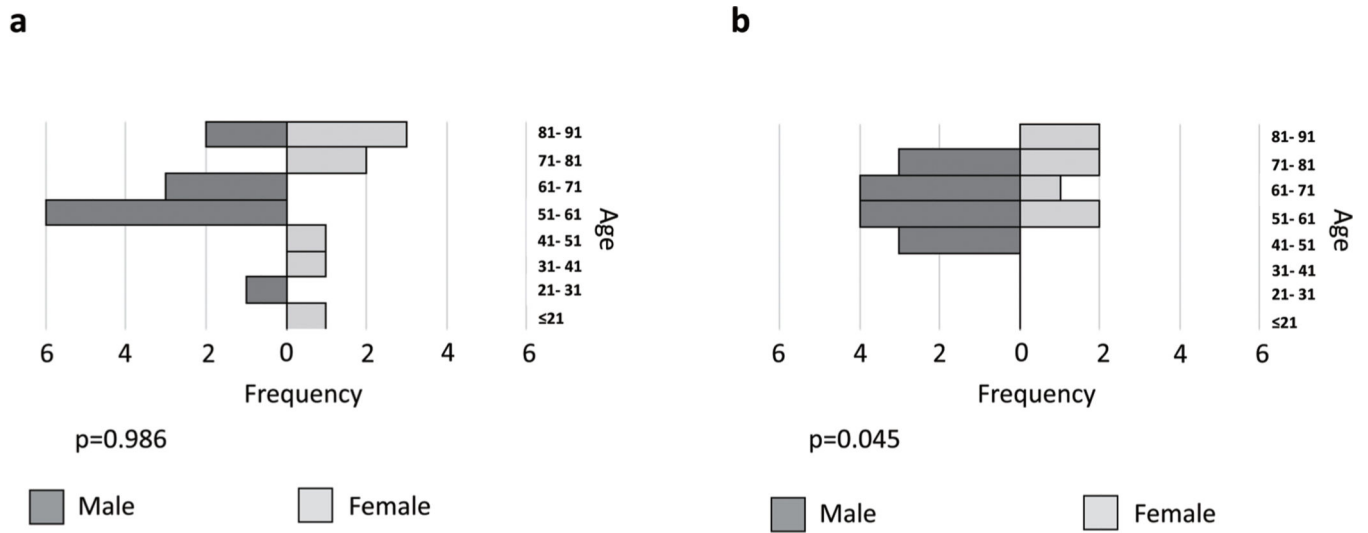 a
81- 91
71- 81
61- 71
51- 61
41- 51
31- 41
21- 31
≤21
Age
6 4 2 0 2 4 6
Frequency
p=0.986
Male Female
b
81- 91
71- 81
61- 71
51- 61
41- 51
31- 41
21- 31
≤21
Age
6 4 2 0 2 4 6
Frequency
p=0.045
Male Female